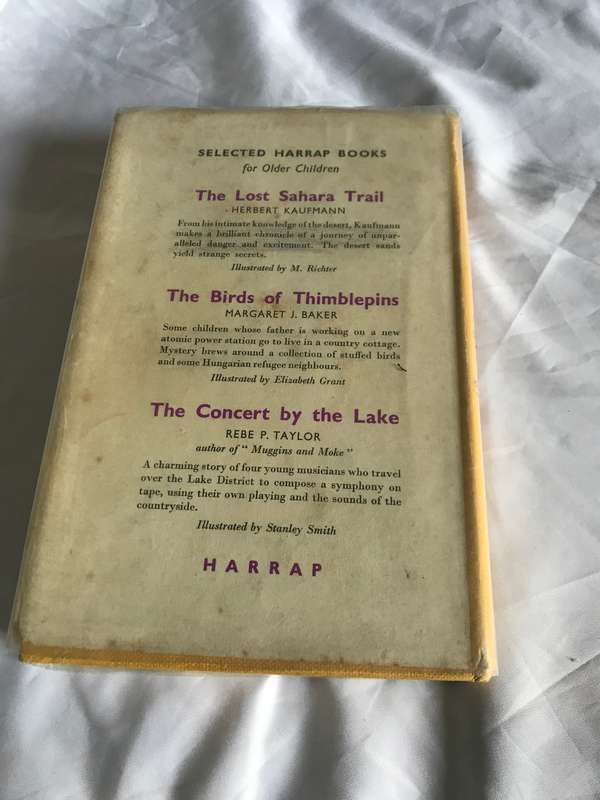 SELECTED HARRAP BOOKS
for Older Children
The Lost Sahara Trail
HERBERT KAUFMANN
From his intimate knowledge of the desert, Kaufmann
makes a brilliant chronicle of a journey of unpar-
alleled danger and excitement. The desert sands
yield strange secrets.
Illustrated by M. Richter
The Birds of Thimblepins
MARGARET J. BAKER
Some children whose father is working on a new
atomic power station go to live in a country cottage.
Mystery brews around a collection of stuffed birds
and some Hungarian refugee neighbours.
Illustrated by Elizabeth Grant
The Concert by the Lake
REBE P. TAYLOR
author of " Muggins and Moke "
A charming story of four young musicians who travel
over the Lake District to compose a symphony on
tape, using their own playing and the sounds of the
countryside.
Illustrated by Stanley Smith
HARRAP